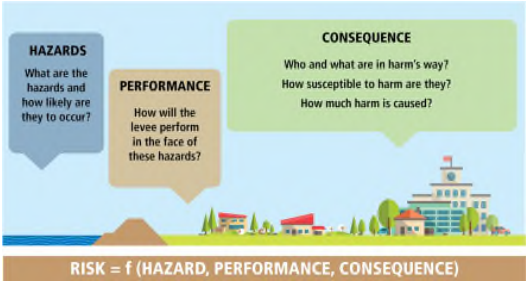 HAZARDS
What are the
hazards and
how likely are
they to occur?
PERFORMANCE
How will the
levee perform
in the face of
these hazards?
CONSEQUENCE
Who and what are in harm's way?
How susceptible to harm are they?
How much harm is caused?
RISK = f (HAZARD, PERFORMANCE, CONSEQUENCE)